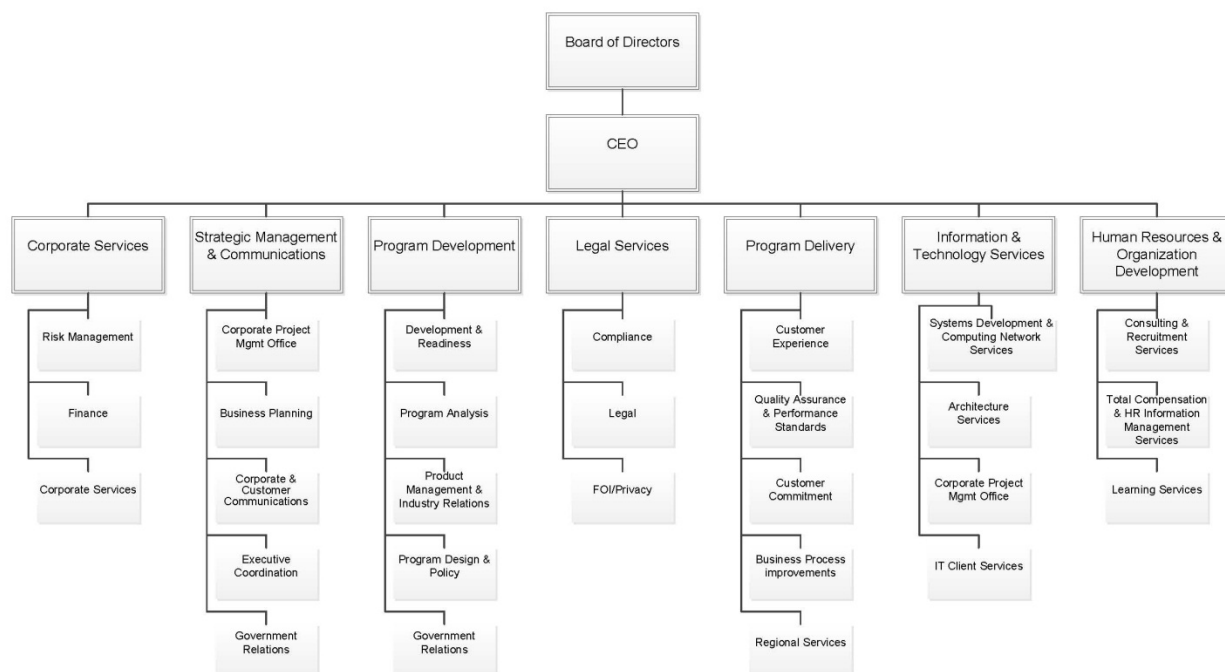 Board of Directors
CEO
Corporate Services
Strategic Management
& Communications
Program Development
Legal Services
Program Delivery
Information &
Technology Services
Human Resources &
Organization
Development
Risk Management
Finance
Corporate Services
Corporate Project
Mgmt Office
Business Planning
Corporate &
Customer
Communications
Executive
Coordination
Government
Relations
Development &
Readiness
Program Analysis
Product
Management &
Industry Relations
Program Design &
Policy
Government
Relations
Compliance
Legal
FOI/Privacy
Customer
Experience
Quality Assurance
& Performance
Standards
Customer
Commitment
Business Process
improvements
Regional Services
Systems Development &
Computing Network
Services
Architecture
Services
Corporate Project
Mgmt Office
IT Client Services
Consulting &
Recruitment
Services
Total Compensation
& HR Information
Management
Services
Learning Services